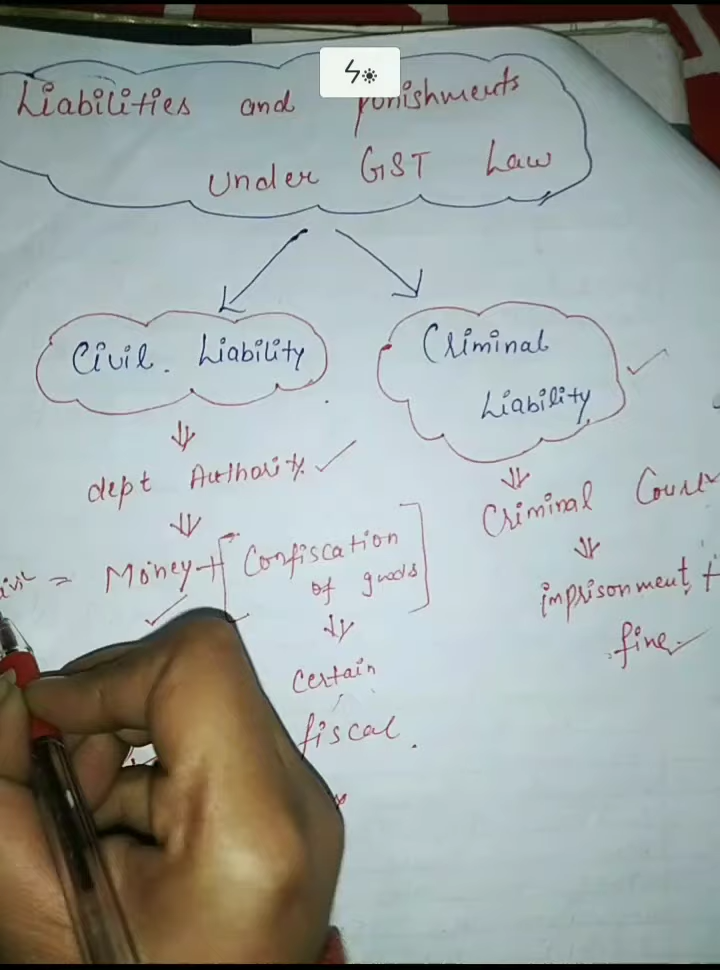 Liabilities and punishments
Under GST Law
Civil. Liability
Criminal
Liability
dept Authority
Criminal Court
Money + [Confiscation
of goods]
imprisonment +
fine
certain
fiscal.